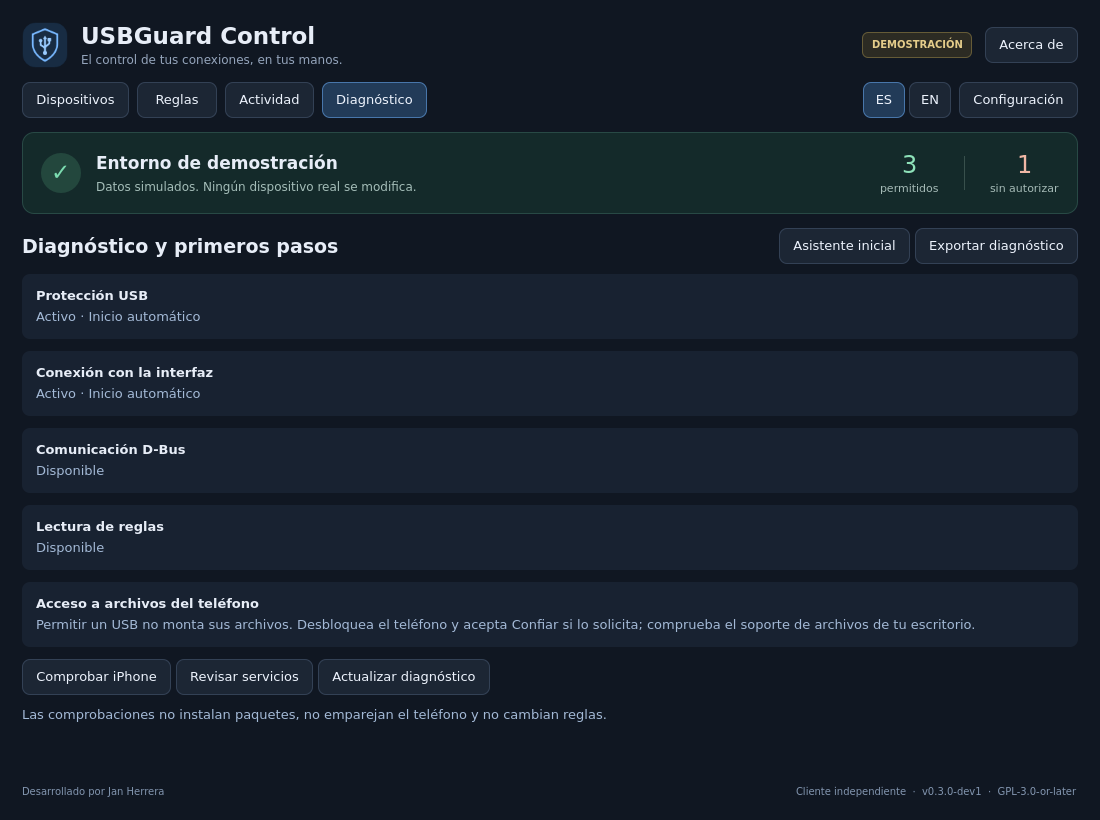 USBGuard Control
El control de tus conexiones, en tus manos.
DEMOSTRACIÓN
Acerca de
Dispositivos
Reglas
Actividad
Diagnóstico
ES
EN
Configuración
✓
Entorno de demostración
Datos simulados. Ningún dispositivo real se modifica.
3
permitidos
1
sin autorizar
Diagnóstico y primeros pasos
Asistente inicial
Exportar diagnóstico
Protección USB
Activo · Inicio automático
Conexión con la interfaz
Activo · Inicio automático
Comunicación D-Bus
Disponible
Lectura de reglas
Disponible
Acceso a archivos del teléfono
Permitir un USB no monta sus archivos. Desbloquea el teléfono y acepta Confiar si lo solicita; comprueba el soporte de archivos de tu escritorio.
Comprobar iPhone
Revisar servicios
Actualizar diagnóstico
Las comprobaciones no instalan paquetes, no emparejan el teléfono y no cambian reglas.
Desarrollado por Jan Herrera
Cliente independiente · v0.3.0-dev1 · GPL-3.0-or-later